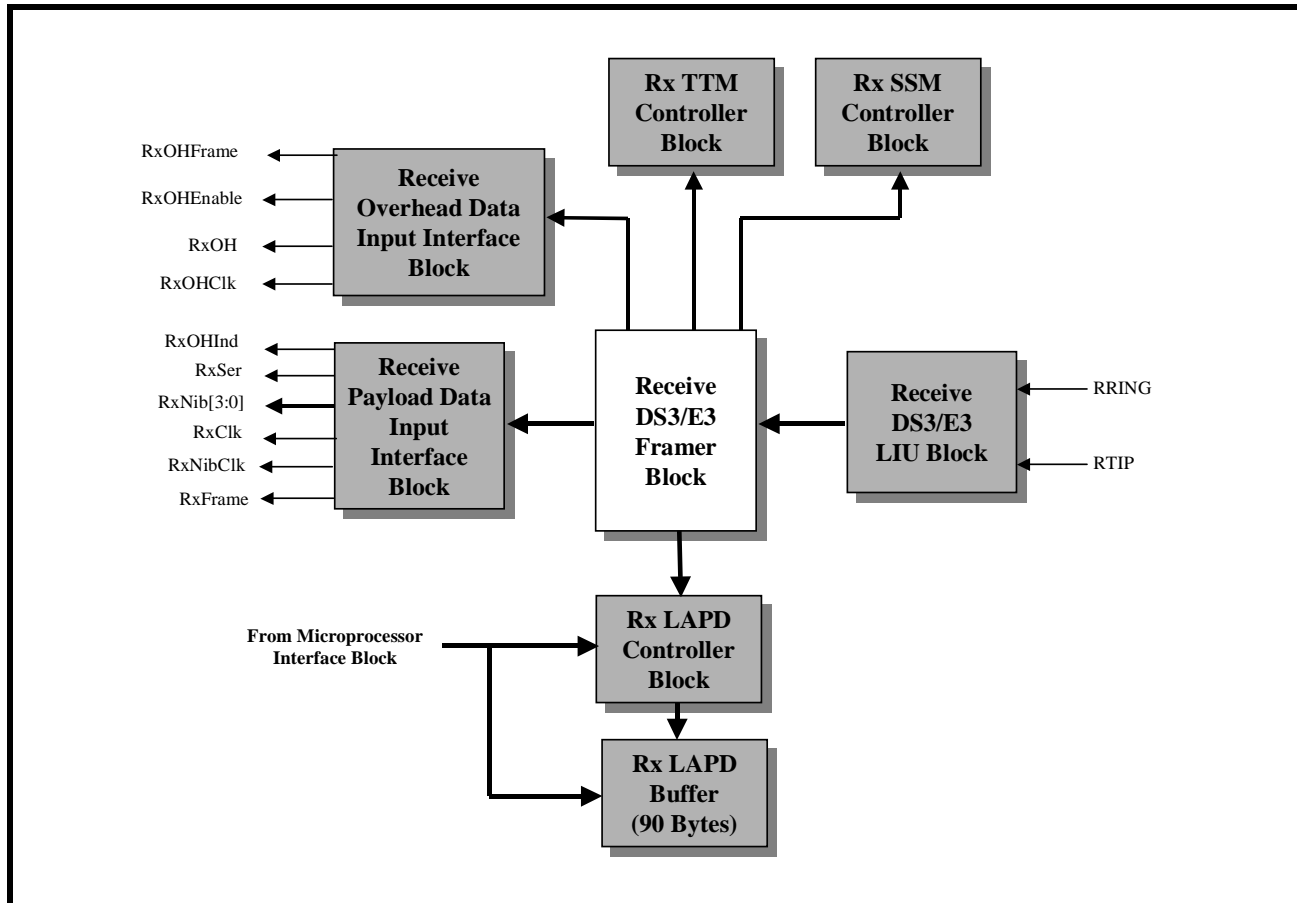 Rx TTM
Controller
Block
Rx SSM
Controller
Block
RxOHFrame
RxOHEnable
RxOH
RxOHClk
Receive
Overhead Data
Input Interface
Block
RxOHInd
RxSer
RxNib[3:0]
RxClk
RxNibClk
RxFrame
Receive
Payload Data
Input
Interface
Block
Receive
DS3/E3
Framer
Block
Receive
DS3/E3
LIU Block
RRING
RTIP
From Microprocessor
Interface Block
Rx LAPD
Controller
Block
Rx LAPD
Buffer
(90 Bytes)